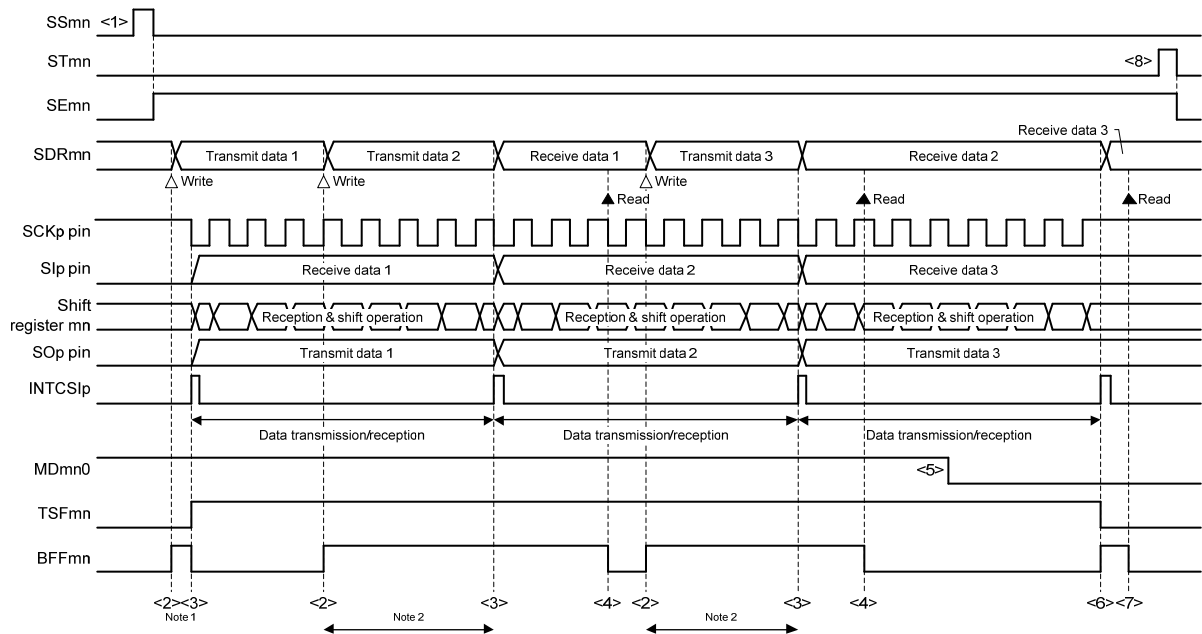 SSmn <1>
STmn <8>
SEmn
Receive data 3
SDRmn Transmit data 1 Transmit data 2 Receive data 1 Transmit data 3 Receive data 2
Write Write Write
Read Read Read
SCKp pin
SIp pin Receive data 1 Receive data 2 Receive data 3
Shift
register mn Reception & shift operation Reception & shift operation Reception & shift operation
SOp pin Transmit data 1 Transmit data 2 Transmit data 3
INTCSIp
Data transmission/reception Data transmission/reception Data transmission/reception
MDmn0 <5>
TSFmn
BFFmn
<2> <3> <2> <3> <4> <2> <3> <4> <6> <7>
Note 1 Note 2 Note 2